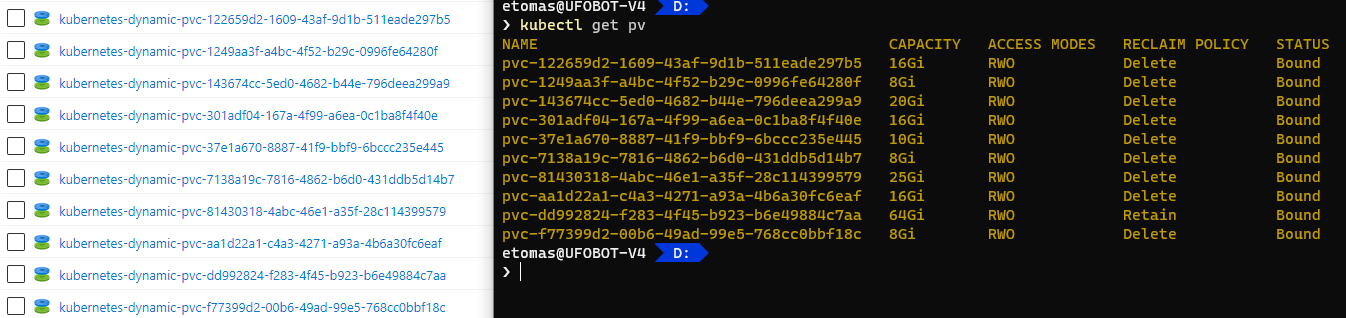 kubernetes-dynamic-pvc-122659d2-1609-43af-9d1b-511eade297b5
kubernetes-dynamic-pvc-1249aa3f-a4bc-4f52-b29c-0996fe64280f
kubernetes-dynamic-pvc-143674cc-5ed0-4682-b44e-796deea299a9
kubernetes-dynamic-pvc-301adf04-167a-4f99-a6ea-0c1ba8f4f40e
kubernetes-dynamic-pvc-37e1a670-8887-41f9-bbf9-6bccc235e445
kubernetes-dynamic-pvc-7138a19c-7816-4862-b6d0-431ddb5d14b7
kubernetes-dynamic-pvc-81430318-4abc-46e1-a35f-28c114399579
kubernetes-dynamic-pvc-aa1d22a1-c4a3-4271-a93a-4b6a30fc6eaf
kubernetes-dynamic-pvc-dd992824-f283-4f45-b923-b6e49884c7aa
kubernetes-dynamic-pvc-f77399d2-00b6-49ad-99e5-768cc0bbf18c
etomas@UFOBOT-V4 D:
❯ kubectl get pv
NAME CAPACITY ACCESS MODES RECLAIM POLICY STATUS
pvc-122659d2-1609-43af-9d1b-511eade297b5 16Gi RWO Delete Bound
pvc-1249aa3f-a4bc-4f52-b29c-0996fe64280f 8Gi RWO Delete Bound
pvc-143674cc-5ed0-4682-b44e-796deea299a9 20Gi RWO Delete Bound
pvc-301adf04-167a-4f99-a6ea-0c1ba8f4f40e 16Gi RWO Delete Bound
pvc-37e1a670-8887-41f9-bbf9-6bccc235e445 10Gi RWO Delete Bound
pvc-7138a19c-7816-4862-b6d0-431ddb5d14b7 8Gi RWO Delete Bound
pvc-81430318-4abc-46e1-a35f-28c114399579 25Gi RWO Delete Bound
pvc-aa1d22a1-c4a3-4271-a93a-4b6a30fc6eaf 16Gi RWO Delete Bound
pvc-dd992824-f283-4f45-b923-b6e49884c7aa 64Gi RWO Retain Bound
pvc-f77399d2-00b6-49ad-99e5-768cc0bbf18c 8Gi RWO Delete Bound
etomas@UFOBOT-V4 D:
❯